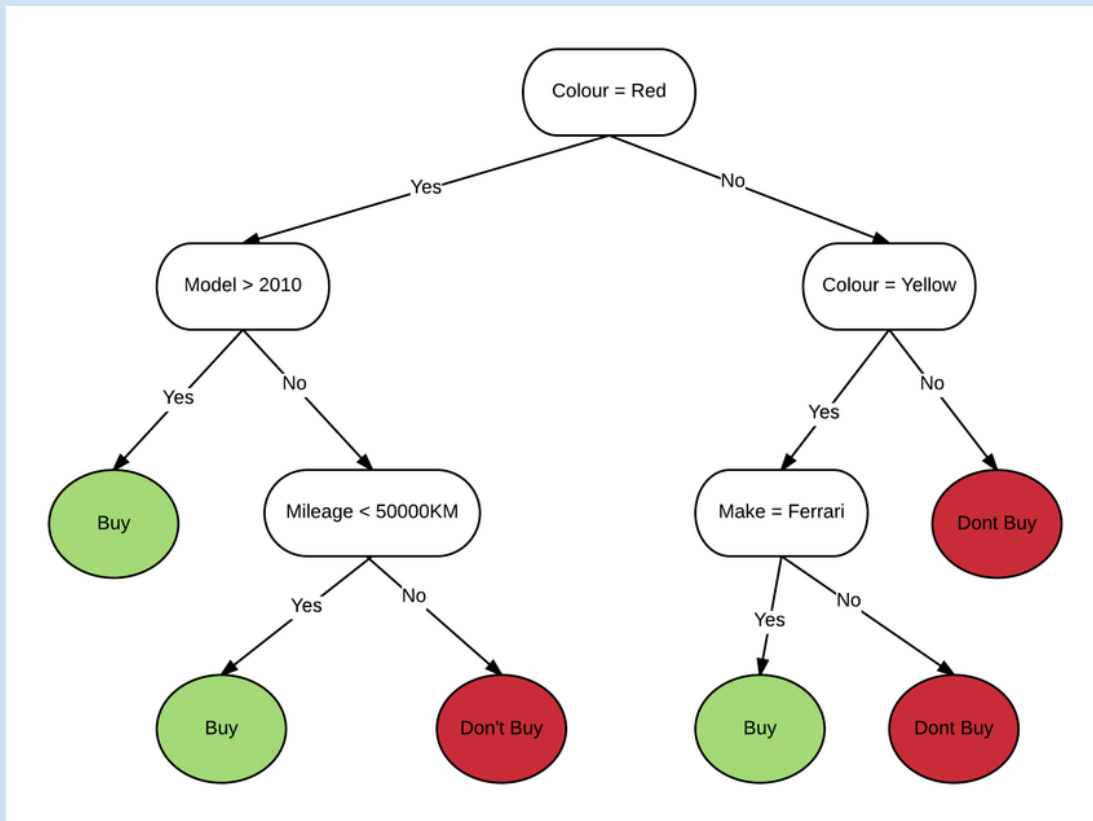 Colour = Red
Yes
No
Model > 2010
Colour = Yellow
Yes
No
Yes
No
Buy
Mileage < 50000KM
Make = Ferrari
Dont Buy
Yes
No
Yes
No
Buy
Don't Buy
Buy
Dont Buy